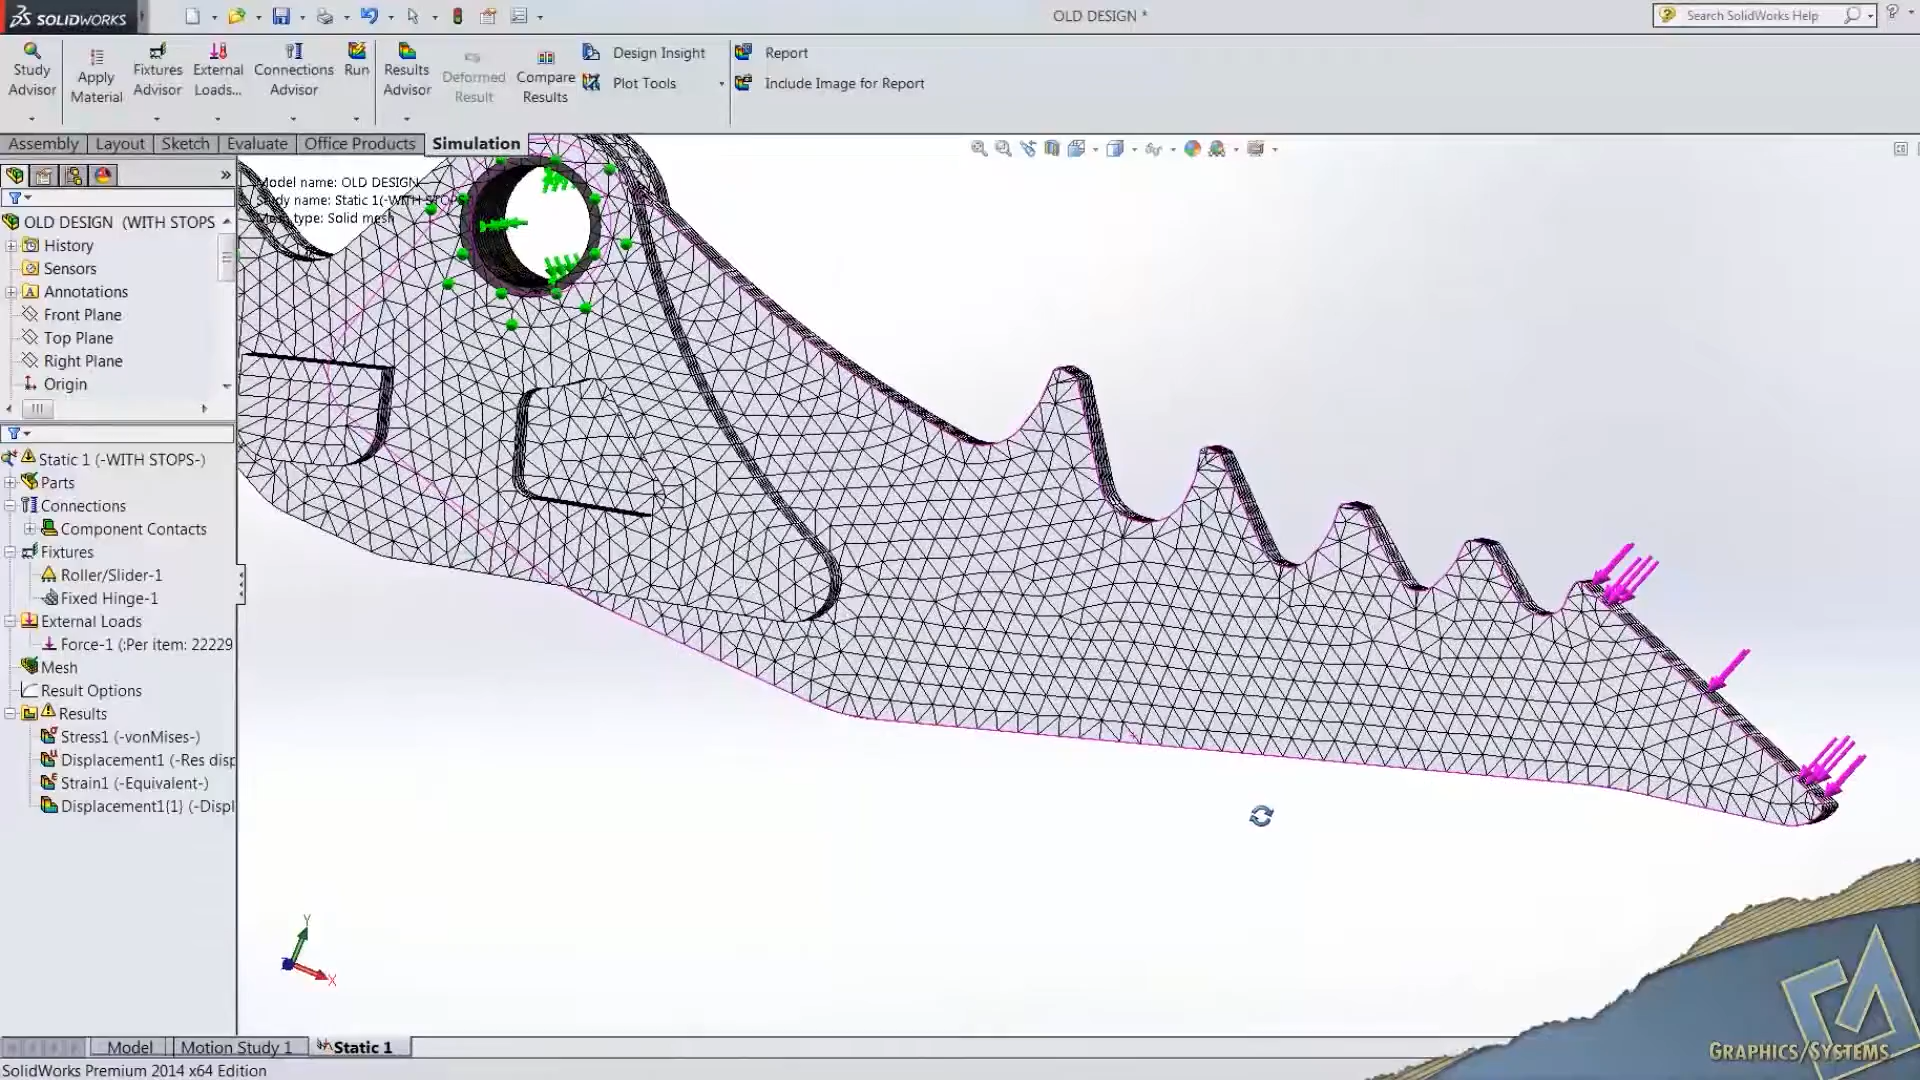 SOLIDWORKS
OLD DESIGN *
Search SolidWorks Help
Study Advisor
Apply Material
Fixtures Advisor
External Loads...
Connections Advisor
Run
Results Advisor
Deformed Result
Compare Results
Design Insight
Plot Tools
Report
Include Image for Report
Assembly Layout Sketch Evaluate Office Products Simulation
OLD DESIGN (WITH STOPS
History
Sensors
Annotations
Front Plane
Top Plane
Right Plane
Origin
Static 1 (-WITH STOPS-)
Parts
Connections
Component Contacts
Fixtures
Roller/Slider-1
Fixed Hinge-1
External Loads
Force-1 (:Per item: 22229
Mesh
Result Options
Results
Stress1 (-vonMises-)
Displacement1 (-Res disp
Strain1 (-Equivalent-)
Displacement1(1) (-Displ
Model name: OLD DESIGN
Study name: Static 1(-WITH STOPS
Mesh type: Solid mesh
Y
X
Model Motion Study 1 Static 1
SolidWorks Premium 2014 x64 Edition
GRAPHICS/SYSTEMS